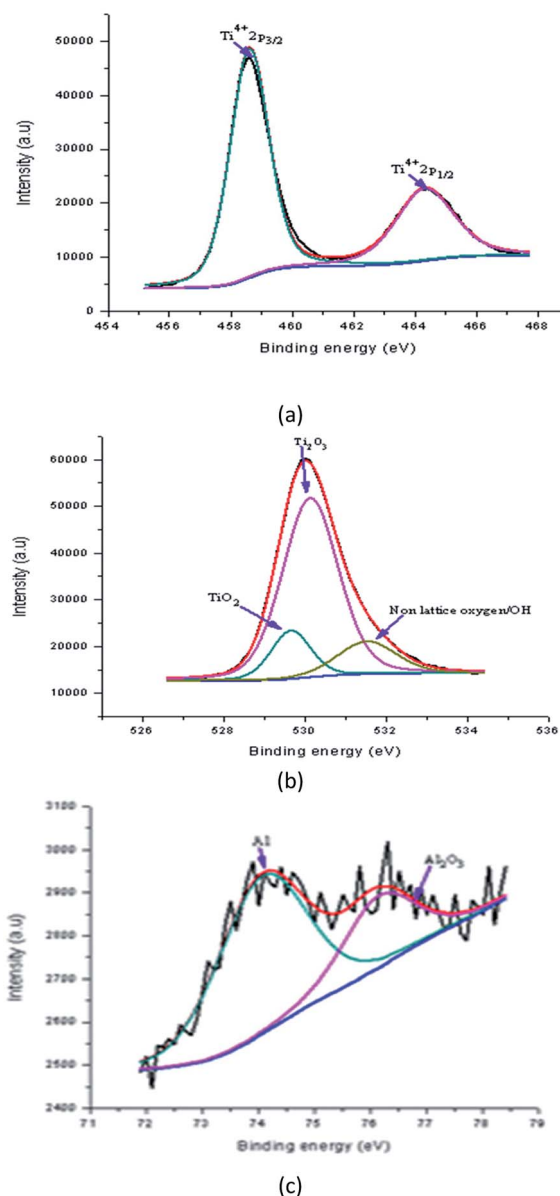 Ti⁴⁺2p₃/₂
Ti⁴⁺2p₁/₂
50000
40000
30000
20000
10000
0
Intensity (a.u)
454 456 458 460 462 464 466 468
Binding energy (eV)
(a)
Ti₂O₃
TiO₂
Non lattice oxygen/OH
60000
50000
40000
30000
20000
10000
Intensity (a.u)
526 528 530 532 534 536
Binding energy (eV)
(b)
Al
Al₂O₃
3100
3000
2900
2800
2700
2600
2500
2400
Intensity (a.u)
71 72 73 74 75 76 77 78 79
Binding energy (eV)
(c)